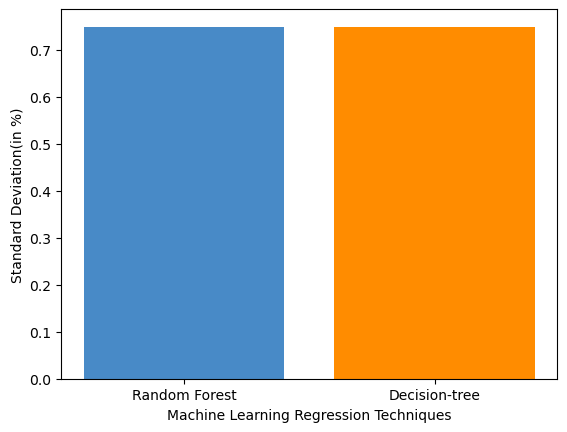 0.7
0.6
0.5
0.4
0.3
0.2
0.1
0.0
Standard Deviation(in %)
Random Forest
Decision-tree
Machine Learning Regression Techniques